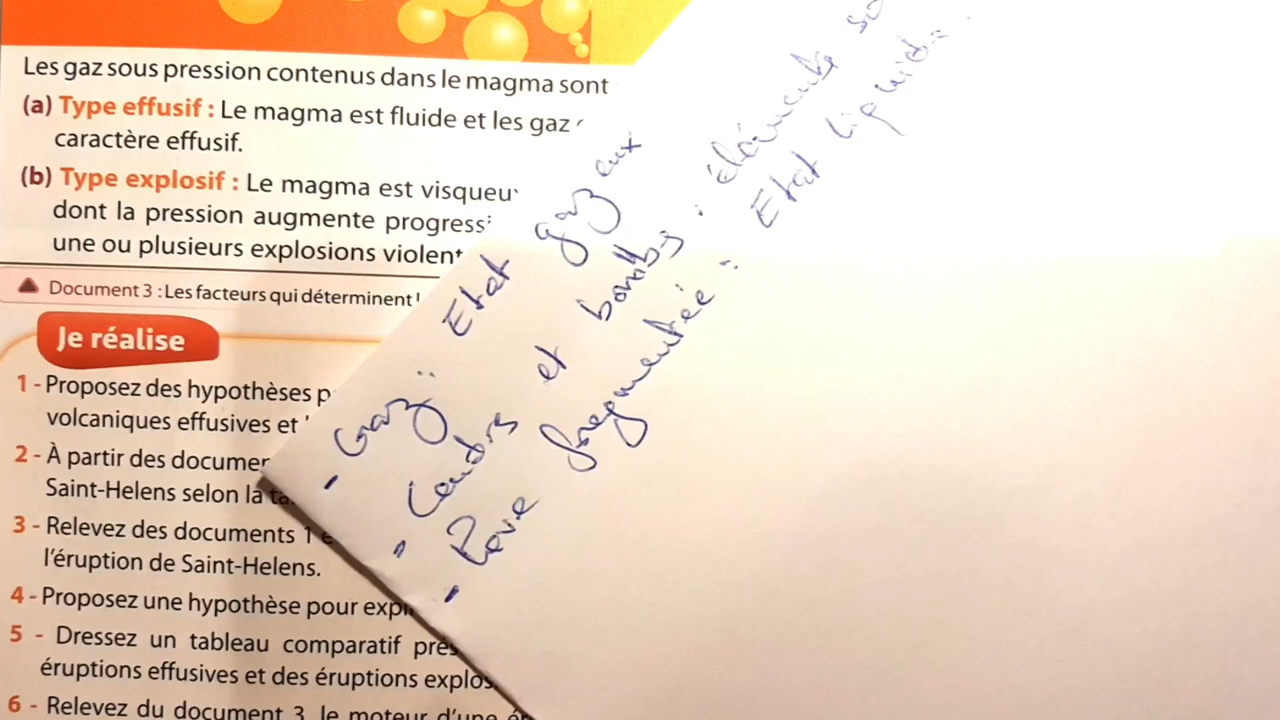 Les gaz sous pression contenus dans le magma sont
(a) Type effusif : Le magma est fluide et les gaz
caractère effusif.
(b) Type explosif : Le magma est visqueu
dont la pression augmente progress
une ou plusieurs explosions violent
Document 3 : Les facteurs qui déterminent
Je réalise
1 - Proposez des hypothèses p
volcaniques effusives et
2 - À partir des documen
Saint-Helens selon la
3 - Relevez des documents 1
l'éruption de Saint-Helens.
4 - Proposez une hypothèse pour expl
5 - Dressez un tableau comparatif prés
éruptions effusives et des éruptions explos
6 - Relevez du document 3, le moteur d'une
- Gaz : Etat gazeux
- Cendres et bombes : éléments so
- Lave fragmentée : Etat liquide.